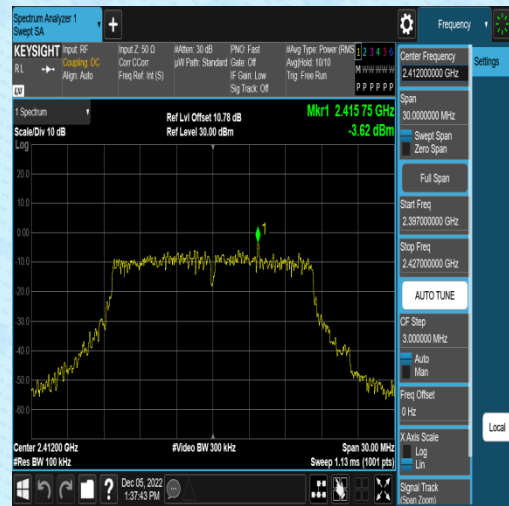 Spectrum Analyzer 1
Swept SA
+
Frequency
KEYSIGHT
Input: RF
Coupling: DC
Align: Auto
Input Z: 50 Ω
Corr CCorr
Freq Ref: Int (S)
#Atten: 30 dB
µW Path: Standard
PNO: Fast
Gate: Off
IF Gain: Low
Sig Track: Off
#Avg Type: Power (RMS
Avg|Hold: 10/10
Trig: Free Run
1 2 3 4 5 6
M W W W W W
P P P P P P
R L
LXI
Center Frequency
2.412000000 GHz
Settings
Span
30.0000000 MHz
Swept Span
Zero Span
Full Span
Start Freq
2.397000000 GHz
Stop Freq
2.427000000 GHz
AUTO TUNE
CF Step
3.000000 MHz
Auto
Man
Freq Offset
0 Hz
X Axis Scale
Log
Lin
Signal Track
(Span Zoom)
Local
1 Spectrum
Scale/Div 10 dB
Ref Lvl Offset 10.78 dB
Ref Level 30.00 dBm
Mkr1 2.415 75 GHz
-3.62 dBm
Log
20.0
10.0
0.00
1
-10.0
-20.0
-30.0
-40.0
-50.0
-60.0
Center 2.41200 GHz
#Res BW 100 kHz
#Video BW 300 kHz
Span 30.00 MHz
Sweep 1.13 ms (1001 pts)
?
Dec 05, 2022
1:37:43 PM